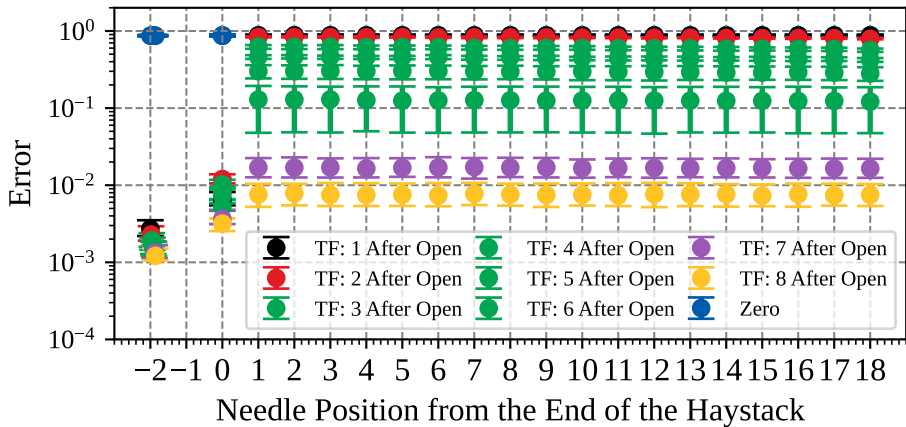 10⁰
10⁻¹
10⁻²
10⁻³
10⁻⁴
Error
TF: 1 After Open
TF: 2 After Open
TF: 3 After Open
TF: 4 After Open
TF: 5 After Open
TF: 6 After Open
TF: 7 After Open
TF: 8 After Open
Zero
−2 −1 0 1 2 3 4 5 6 7 8 9 10 11 12 13 14 15 16 17 18
Needle Position from the End of the Haystack